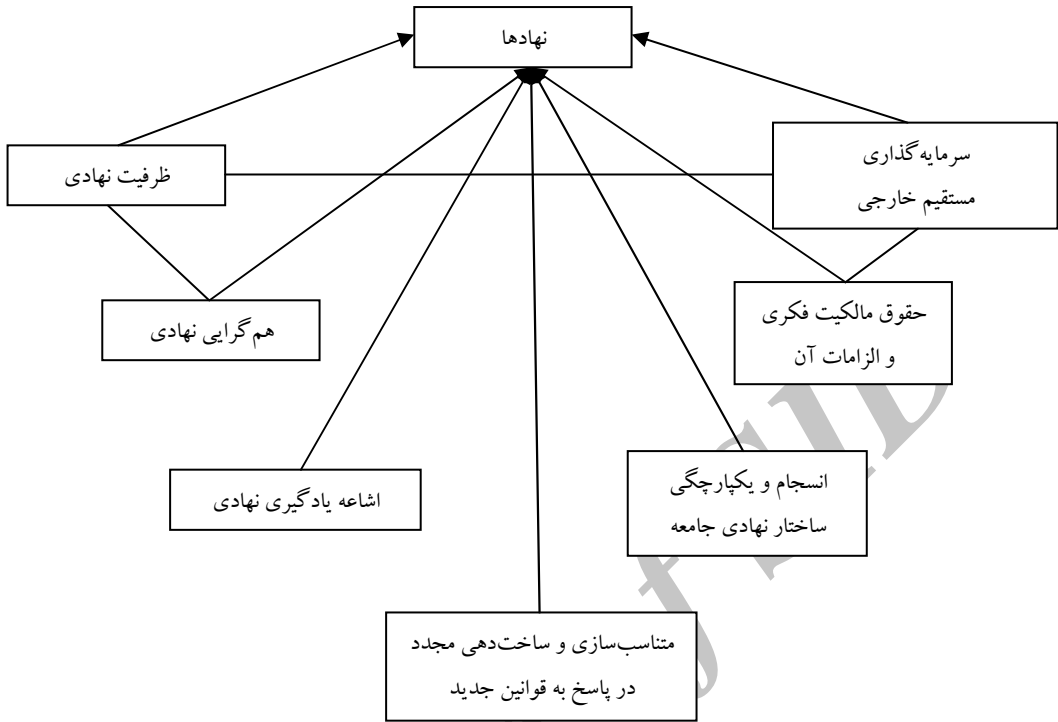 نهادها
سرمایه‌گذاری
مستقیم خارجی
ظرفیت نهادی
حقوق مالکیت فکری
و الزامات آن
هم‌گرایی نهادی
انسجام و یکپارچگی
ساختار نهادی جامعه
اشاعه یادگیری نهادی
متناسب‌سازی و ساخت‌دهی مجدد
در پاسخ به قوانین جدید
f SID